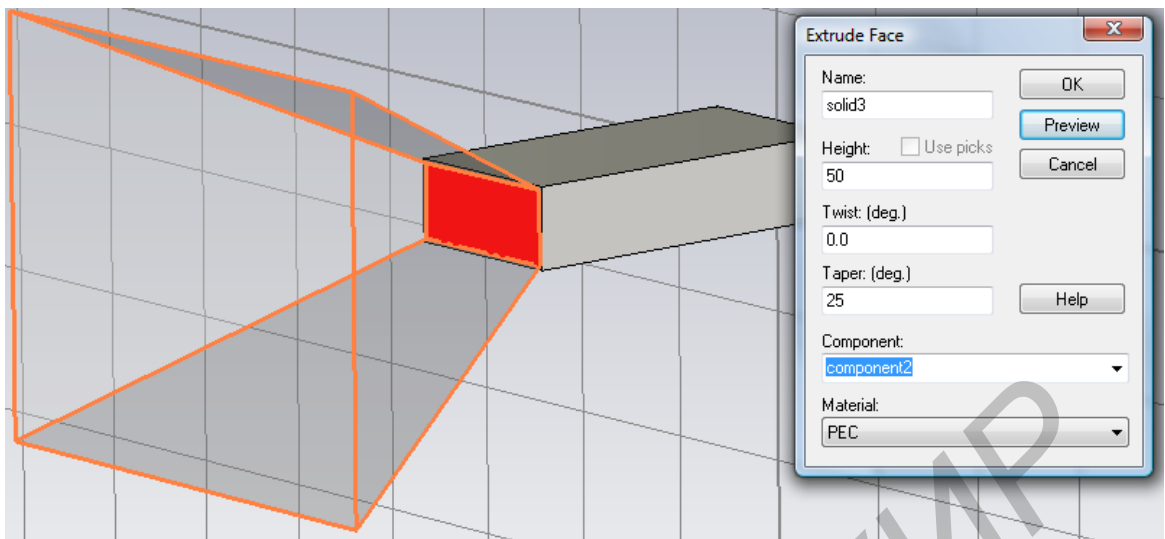 Extrude Face
Name:
solid3
OK
Preview
Height:
Use picks
50
Cancel
Twist: (deg.)
0.0
Taper: (deg.)
25
Help
Component:
component2
Material:
PEC
ИР